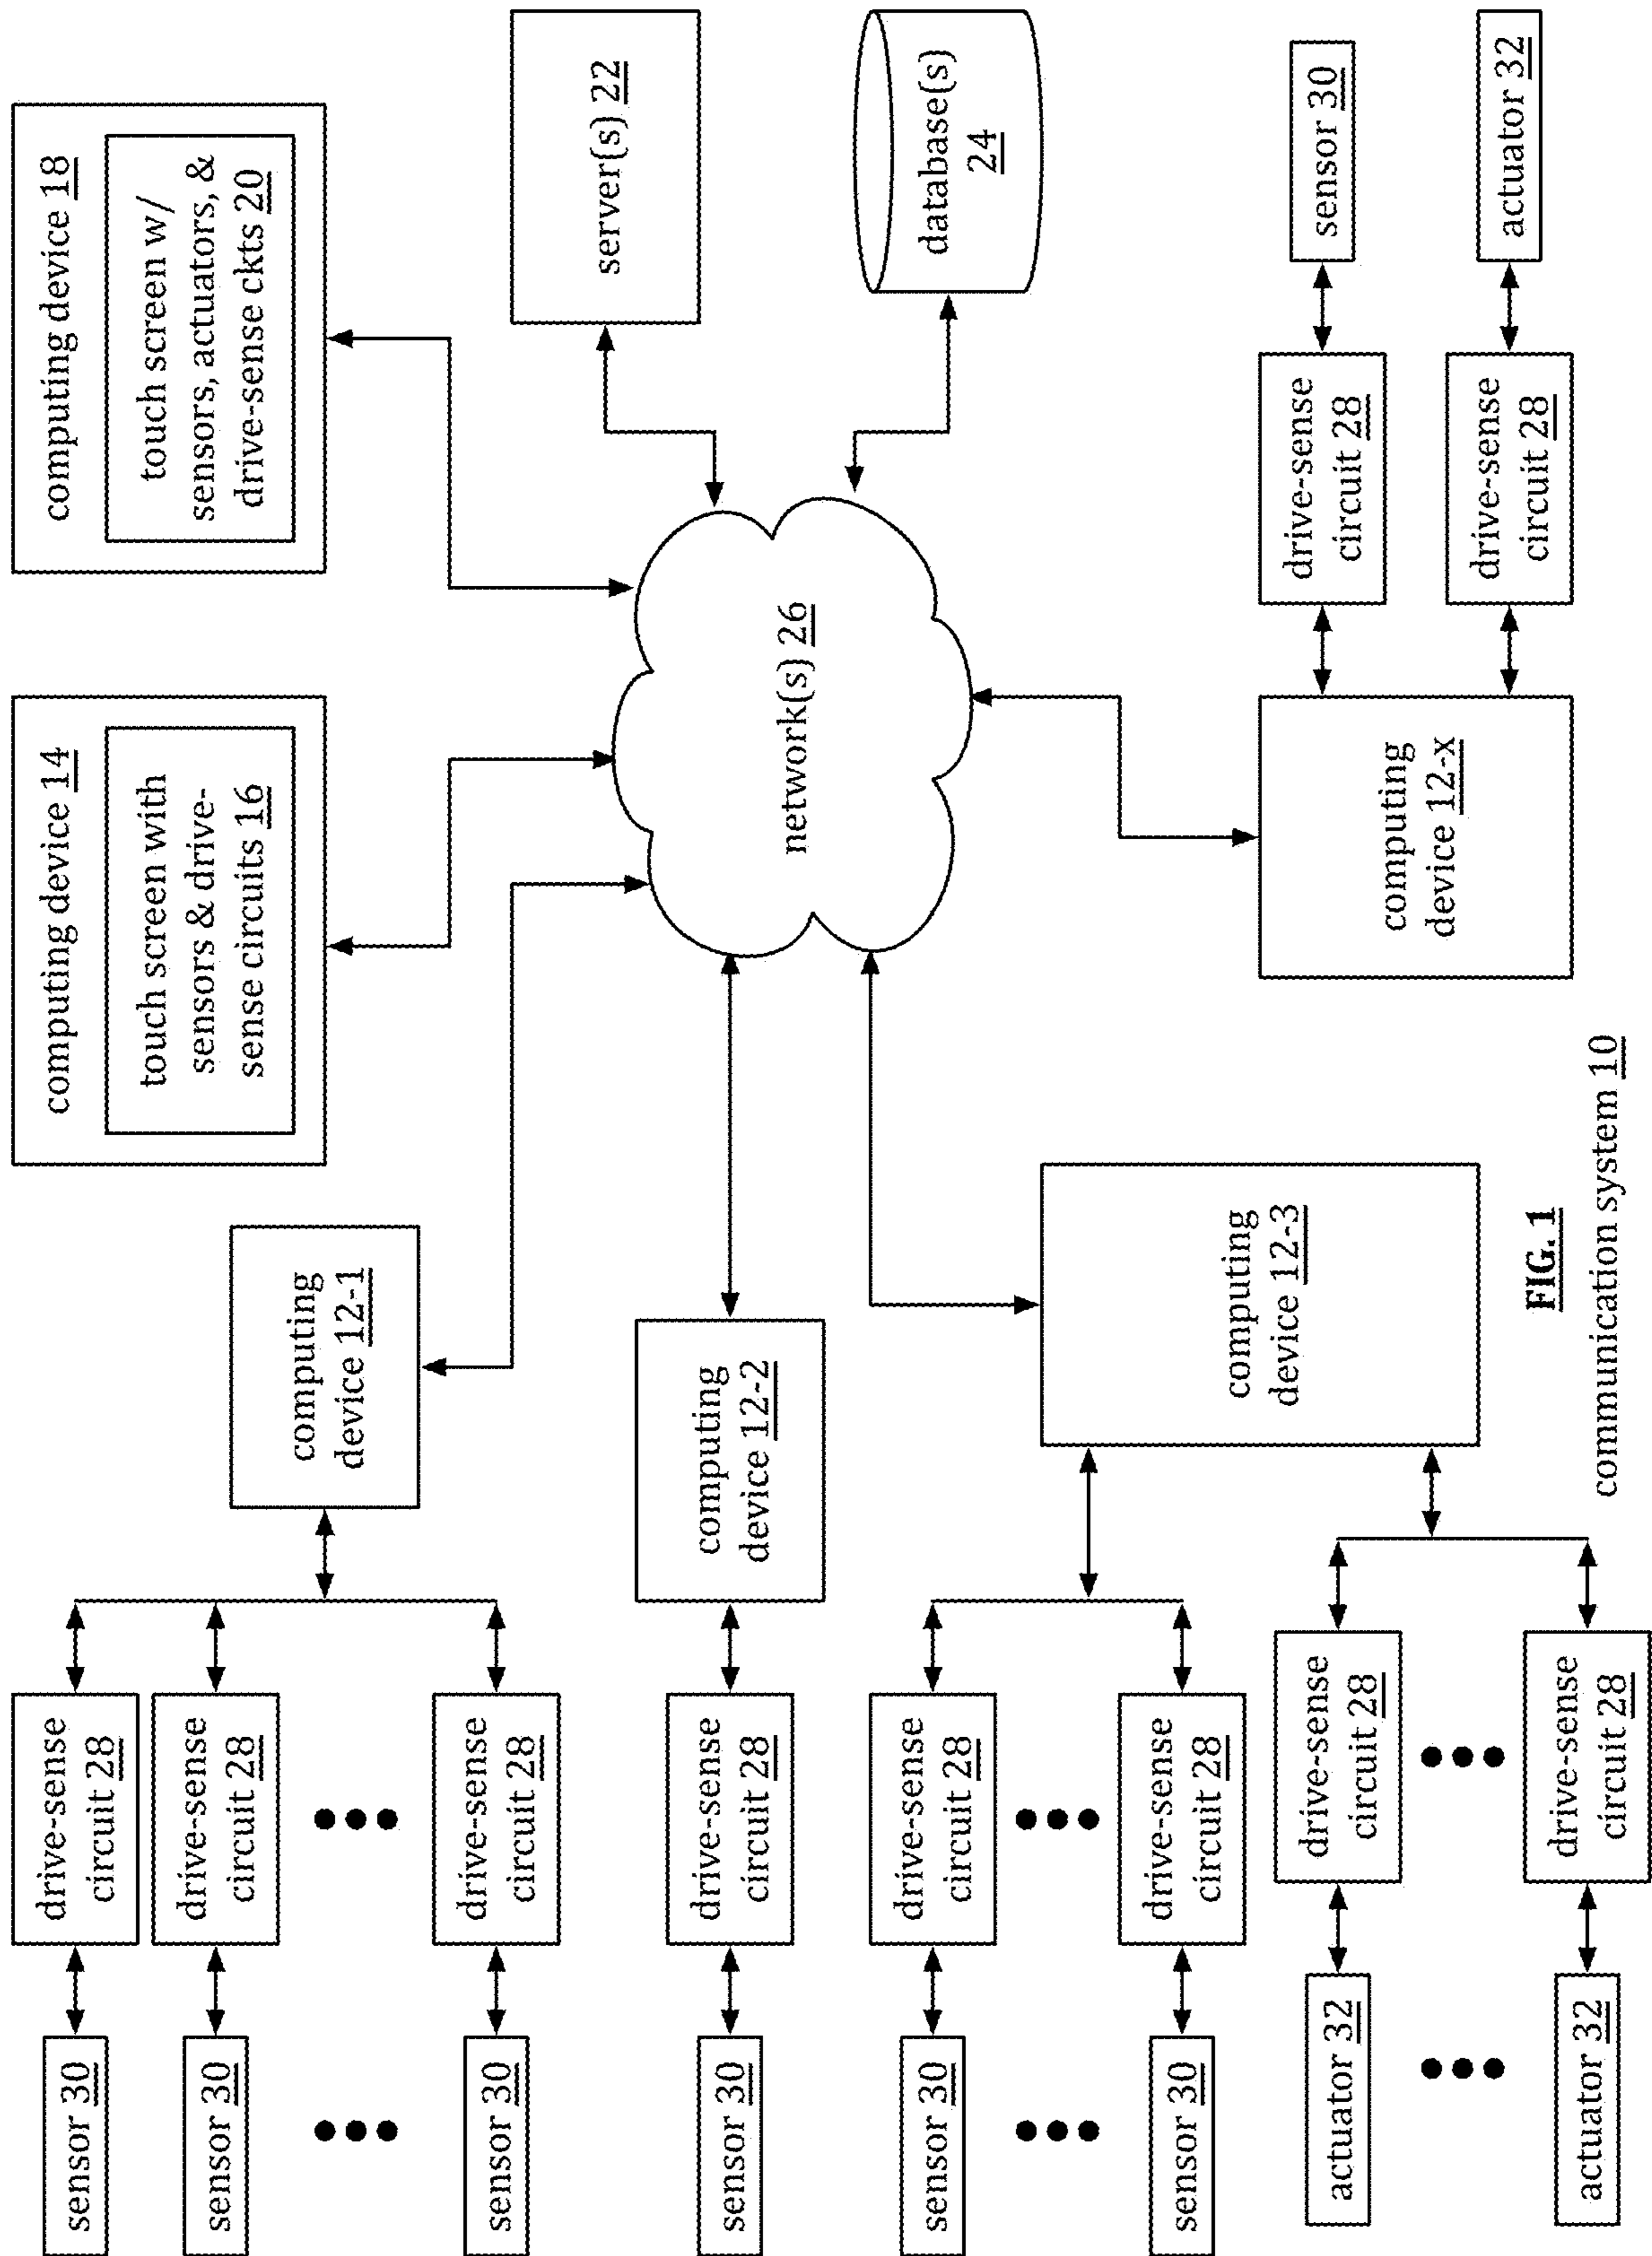 computing device 14
touch screen with
sensors & drive-
sense circuits 16
computing device 18
touch screen w/
sensors, actuators, &
drive-sense ckts 20
sensor 30
drive-sense
circuit 28
sensor 30
drive-sense
circuit 28
sensor 30
drive-sense
circuit 28
computing
device 12-1
server(s) 22
sensor 30
drive-sense
circuit 28
computing
device 12-2
network(s) 26
database(s)
24
sensor 30
drive-sense
circuit 28
sensor 30
drive-sense
circuit 28
computing
device 12-3
actuator 32
drive-sense
circuit 28
actuator 32
drive-sense
circuit 28
computing
device 12-x
drive-sense
circuit 28
sensor 30
drive-sense
circuit 28
actuator 32
FIG. 1
communication system 10